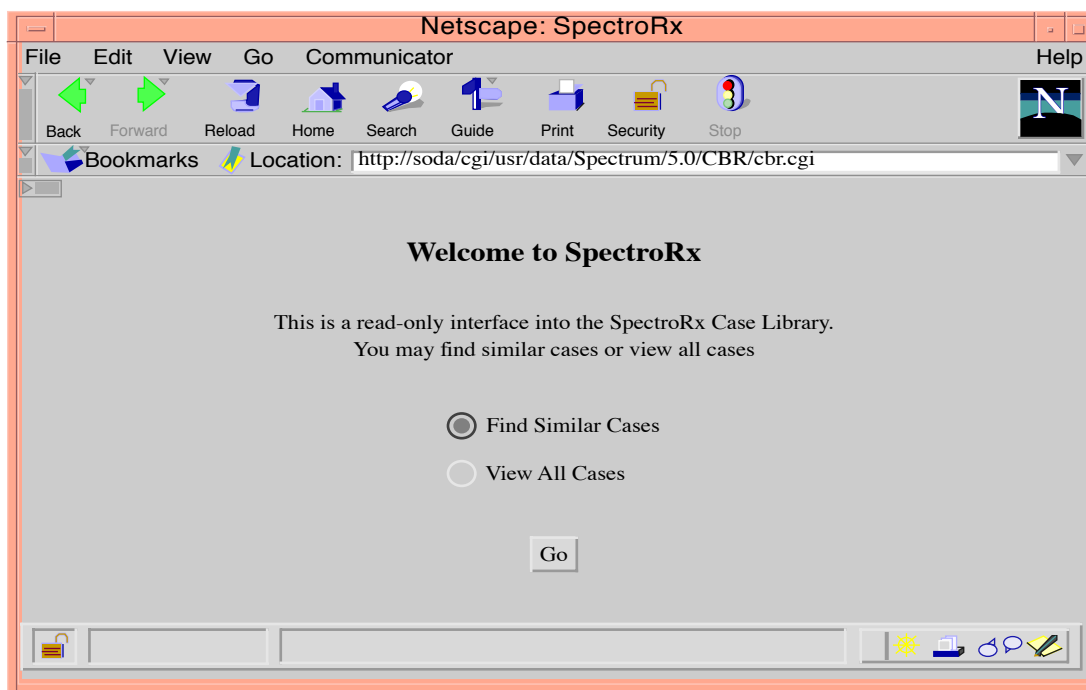 Netscape: SpectroRx
File Edit View Go Communicator Help
Back Forward Reload Home Search Guide Print Security Stop
N
Bookmarks Location: http://soda/cgi/usr/data/Spectrum/5.0/CBR/cbr.cgi
Welcome to SpectroRx
This is a read-only interface into the SpectroRx Case Library.
You may find similar cases or view all cases
Find Similar Cases
View All Cases
Go